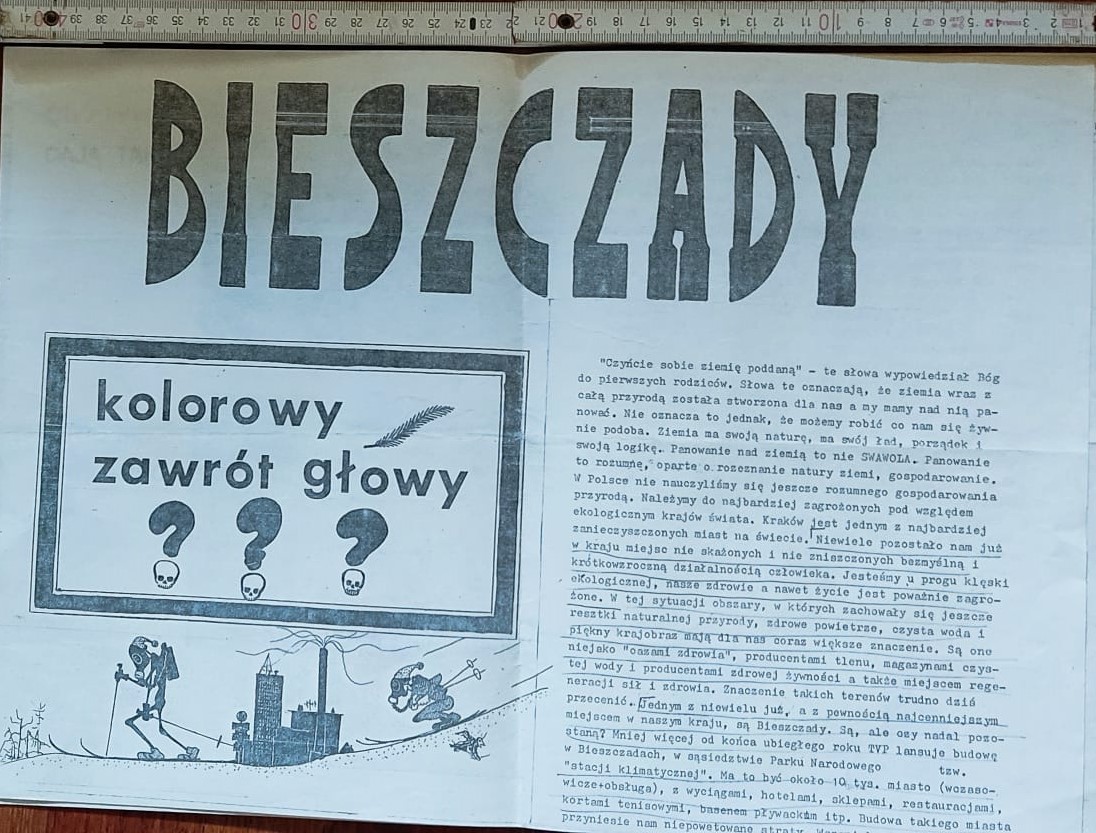 BIESZCZADY
kolorowy
zawrót głowy
? ? ?
"Czyńcie sobie ziemię poddaną" - te słowa wypowiedział Bóg
do pierwszych rodziców. Słowa te oznaczają, że ziemia wraz z
całą przyrodą została stworzona dla nas a my mamy nad nią pa-
nować. Nie oznacza to jednak, że możemy robić co nam się żyw-
nie podoba. Ziemia ma swoją naturę, ma swój ład, porządek i
swoją logikę. Panowanie nad ziemią to nie SWAWOLA. Panowanie
to rozumne, oparte o rozeznanie natury ziemi, gospodarowanie.
W Polsce nie nauczyliśmy się jeszcze rozumnego gospodarowania
przyrodą. Należymy do najbardziej zagrożonych pod względem
ekologicznym krajów świata. Kraków jest jednym z najbardziej
zanieczyszczonych miast na świecie. Niewiele pozostało nam już
w kraju miejsc nie skażonych i nie zniszczonych bezmyślną i
krótkowzroczną działalnością człowieka. Jesteśmy u progu klęski
ekologicznej, nasze zdrowie a nawet życie jest poważnie zagro-
żone. W tej sytuacji obszary, w których zachowały się jeszcze
resztki naturalnej przyrody, zdrowe powietrze, czysta woda i
piękny krajobraz mają dla nas coraz większe znaczenie. Są one
niejako "oazami zdrowia", producentami tlenu, magazynami czys-
tej wody i producentami zdrowej żywności a także miejscem rege-
neracji sił i zdrowia. Znaczenie takich terenów trudno dziś
przecenić. Jednym z niewielu już, a z pewnością najcenniejszym
miejscem w naszym kraju, są Bieszczady. Są, ale czy nadal pozo-
staną? Mniej więcej od końca ubiegłego roku TVP lansuje budowę
w Bieszczadach, w sąsiedztwie Parku Narodowego tzw.
"stacji klimatycznej". Ma to być około 10 tys. miasto (wczaso-
wicze+obsługa), z wyciągami, hotelami, sklepami, restauracjami,
kortami tenisowymi, basenem pływackim itp. Budowa takiego miasta
przyniesie nam niepowetowane straty.